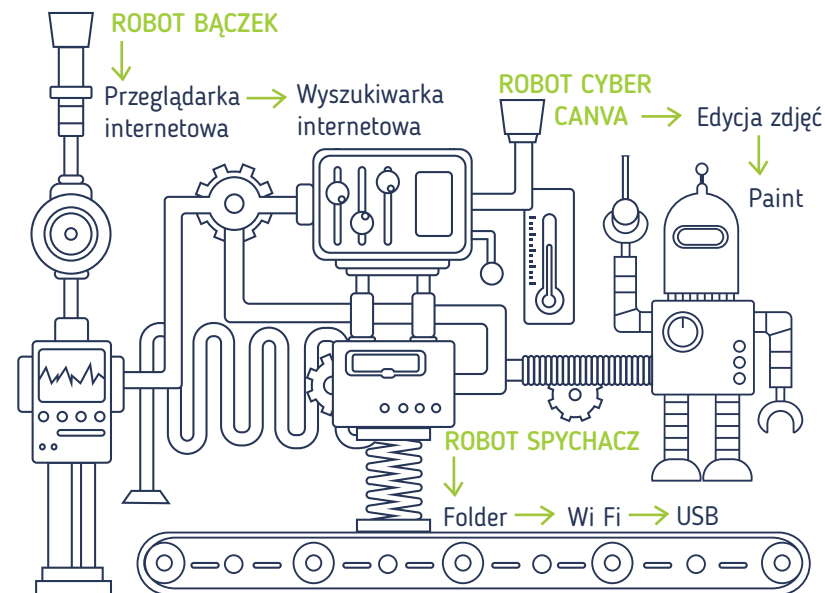 ROBOT BĄCZEK
Przeglądarka
internetowa
Wyszukiwarka
internetowa
ROBOT CYBER
CANVA
Edycja zdjęć
Paint
ROBOT SPYCHACZ
Folder
Wi Fi
USB